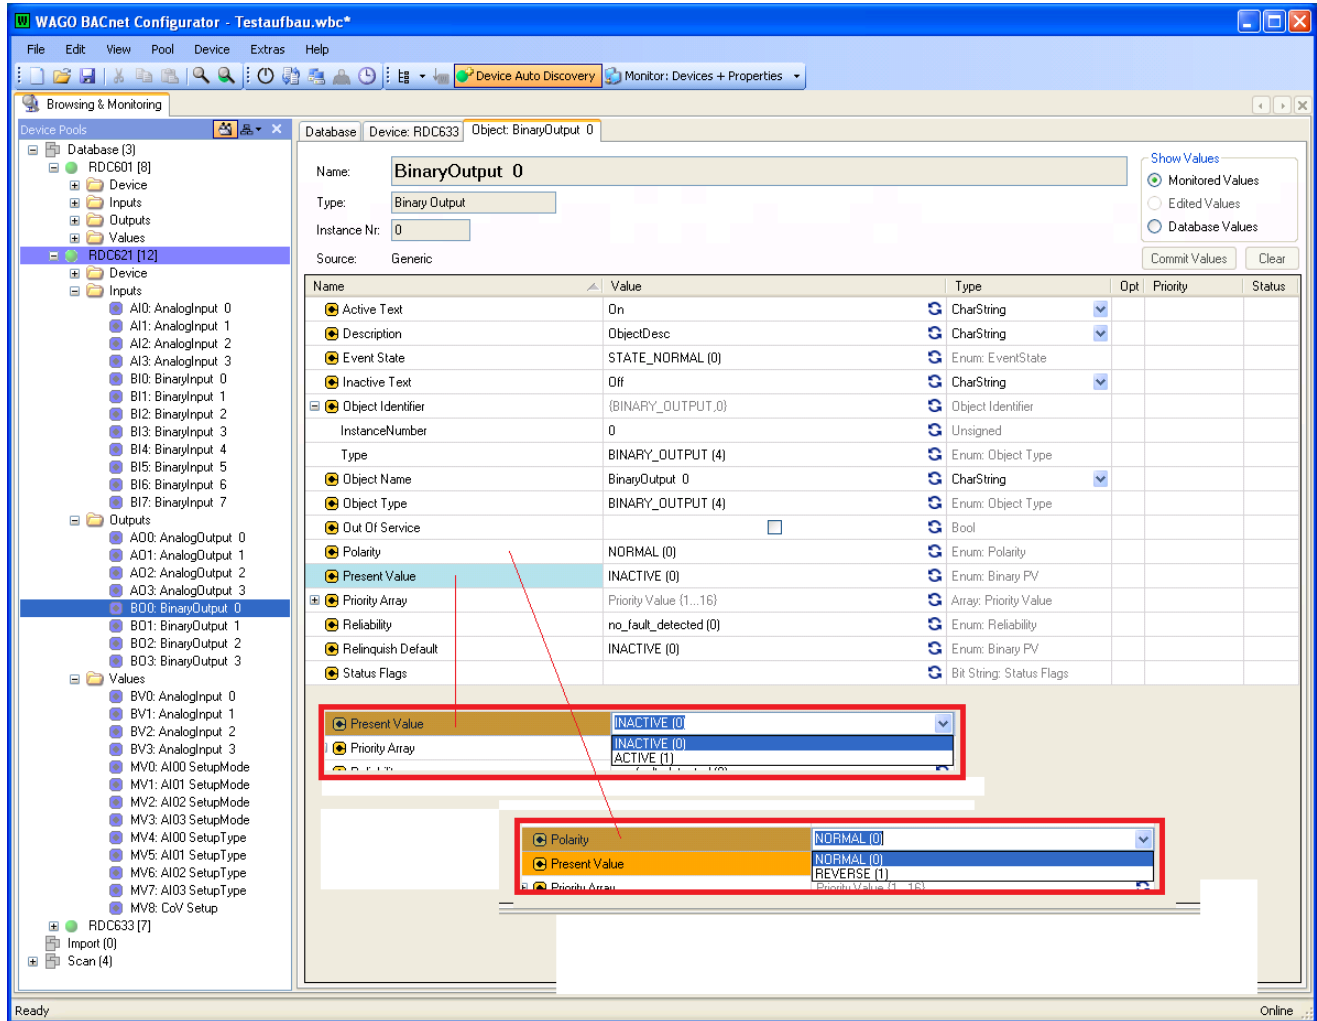 WAGO BACnet Configurator - Testaufbau.wbc*
File Edit View Pool Device Extras Help
Device Auto Discovery Monitor: Devices + Properties
Browsing & Monitoring
Device Pools
Database (3)
RDC601 [8]
Device
Inputs
Outputs
Values
RDC621 [12]
Device
Inputs
AI0: AnalogInput 0
AI1: AnalogInput 1
AI2: AnalogInput 2
AI3: AnalogInput 3
BI0: BinaryInput 0
BI1: BinaryInput 1
BI2: BinaryInput 2
BI3: BinaryInput 3
BI4: BinaryInput 4
BI5: BinaryInput 5
BI6: BinaryInput 6
BI7: BinaryInput 7
Outputs
AO0: AnalogOutput 0
AO1: AnalogOutput 1
AO2: AnalogOutput 2
AO3: AnalogOutput 3
BO0: BinaryOutput 0
BO1: BinaryOutput 1
BO2: BinaryOutput 2
BO3: BinaryOutput 3
Values
BV0: AnalogInput 0
BV1: AnalogInput 1
BV2: AnalogInput 2
BV3: AnalogInput 3
MV0: AI00 SetupMode
MV1: AI01 SetupMode
MV2: AI02 SetupMode
MV3: AI03 SetupMode
MV4: AI00 SetupType
MV5: AI01 SetupType
MV6: AI02 SetupType
MV7: AI03 SetupType
MV8: CoV Setup
RDC633 [7]
Import (0)
Scan (4)
Database Device: RDC633 Object: BinaryOutput 0
Name: BinaryOutput 0
Type: Binary Output
Instance Nr: 0
Source: Generic
Show Values
Monitored Values
Edited Values
Database Values
Commit Values Clear
Name Value Type Opt Priority Status
Active Text On CharString
Description ObjectDesc CharString
Event State STATE_NORMAL (0) Enum: EventState
Inactive Text Off CharString
Object Identifier {BINARY_OUTPUT,0} Object Identifier
InstanceNumber 0 Unsigned
Type BINARY_OUTPUT (4) Enum: Object Type
Object Name BinaryOutput 0 CharString
Object Type BINARY_OUTPUT (4) Enum: Object Type
Out Of Service Bool
Polarity NORMAL (0) Enum: Polarity
Present Value INACTIVE (0) Enum: Binary PV
Priority Array Priority Value {1...16} Array: Priority Value
Reliability no_fault_detected (0) Enum: Reliability
Relinquish Default INACTIVE (0) Enum: Binary PV
Status Flags Bit String: Status Flags
Present Value INACTIVE (0)
INACTIVE (0)
Priority Array
ACTIVE (1)
Polarity NORMAL (0)
NORMAL (0)
Present Value
REVERSE (1)
Priority Array Priority Value {1...16}
Ready Online